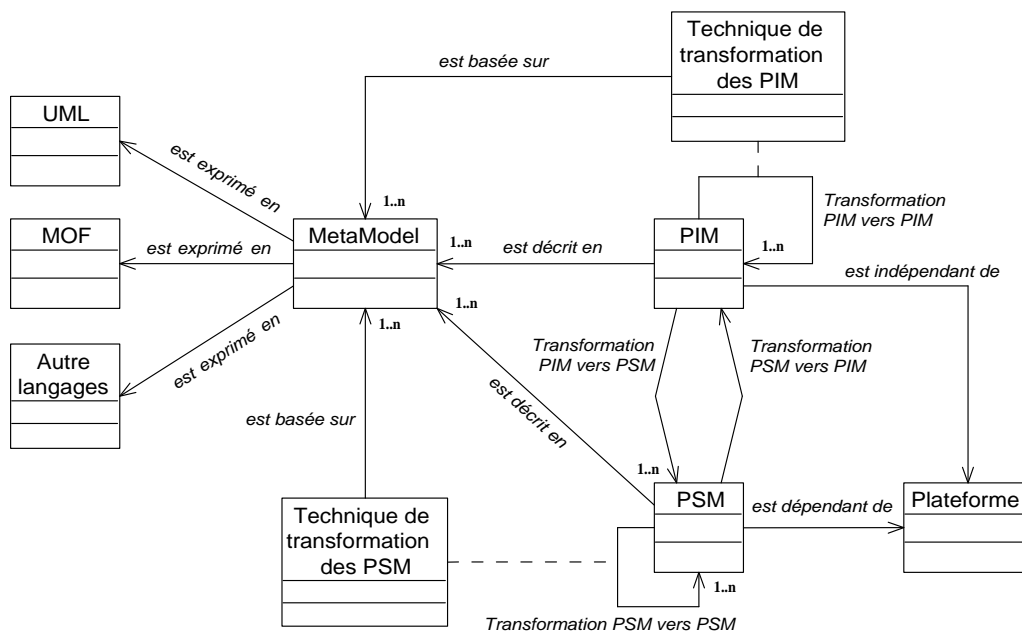 Technique de
transformation
des PIM
est basée sur
UML
est exprimé en
1..n
Transformation
PIM vers PIM
MOF
est exprimé en
MetaModel
1..n
est décrit en
PIM
1..n
est indépendant de
1..n
1..n
Autre
langages
est exprimé en
Transformation
PIM vers PSM
Transformation
PSM vers PIM
est basée sur
est décrit en
1..n
PSM
est dépendant de
Plateforme
Technique de
transformation
des PSM
1..n
Transformation PSM vers PSM